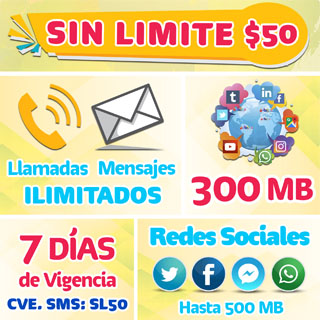 SIN LIMITE $50
Llamadas Mensajes
ILIMITADOS
300 MB
7 DÍAS
de Vigencia
CVE. SMS: SL50
Redes Sociales
Hasta 500 MB